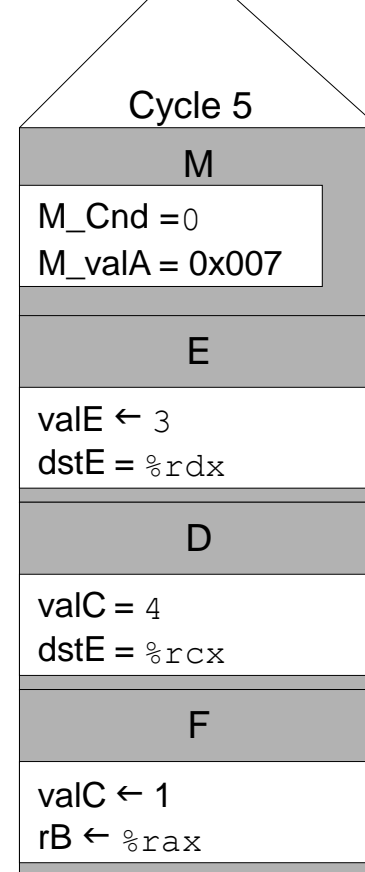 Cycle 5
M
M_Cnd =0
M_valA = 0x007
E
valE ← 3
dstE = %rdx
D
valC = 4
dstE = %rcx
F
valC ← 1
rB ← %rax